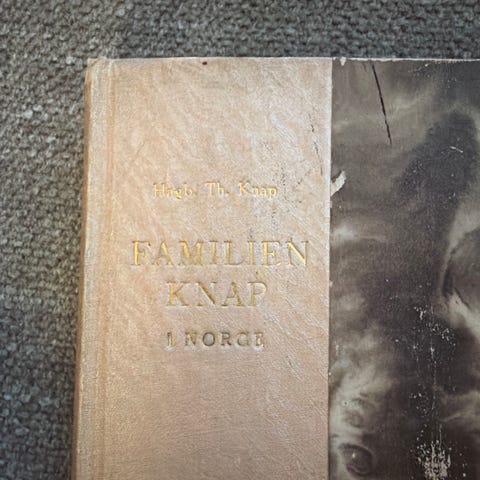 Hagb. Th. Knap
FAMILIEN
KNAP
I NORGE